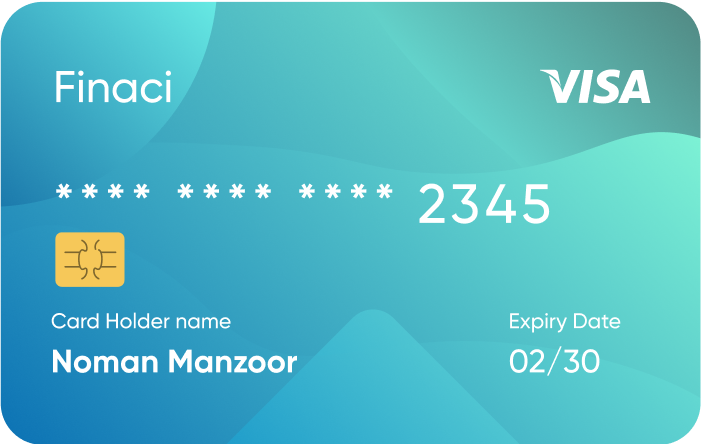 Finaci
VISA
**** **** **** 2345
Card Holder name
Expiry Date
Noman Manzoor
02/30